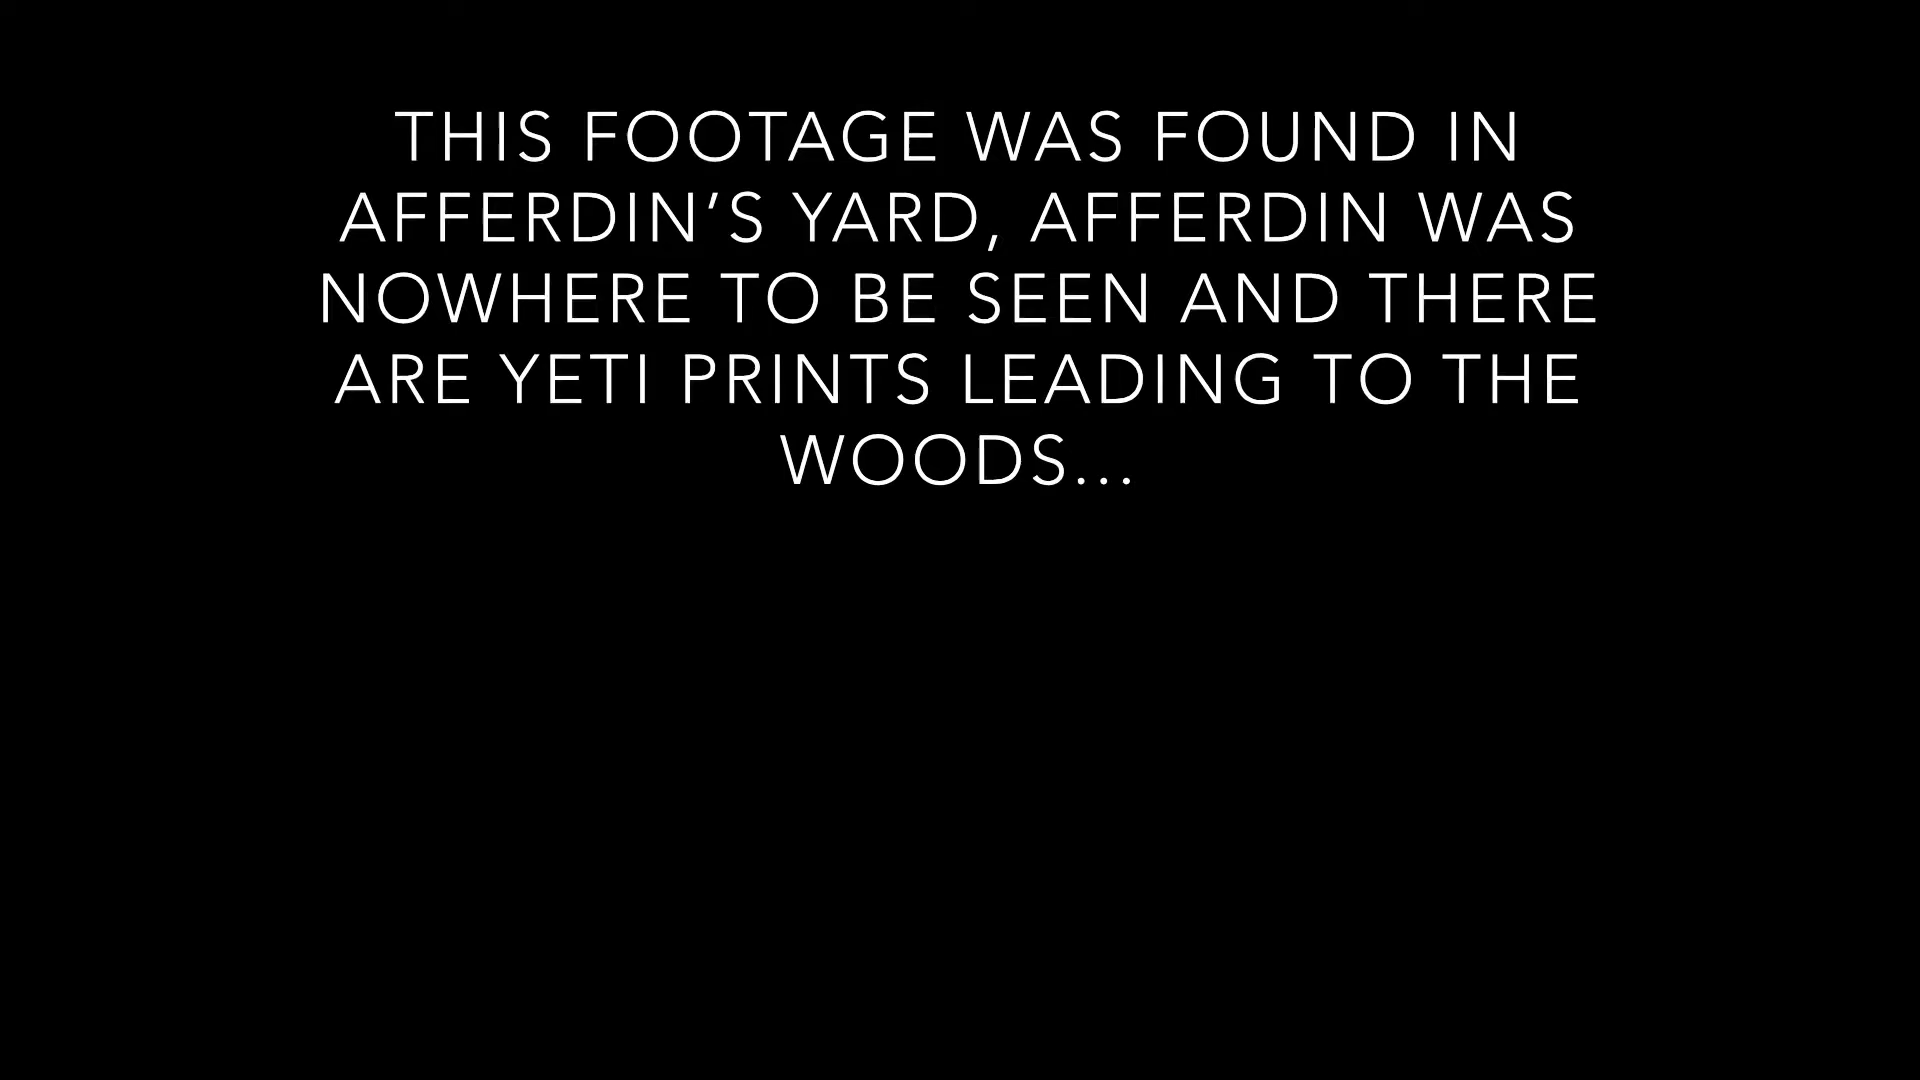 THIS FOOTAGE WAS FOUND IN
AFFERDIN’S YARD, AFFERDIN WAS
NOWHERE TO BE SEEN AND THERE
ARE YETI PRINTS LEADING TO THE
WOODS...